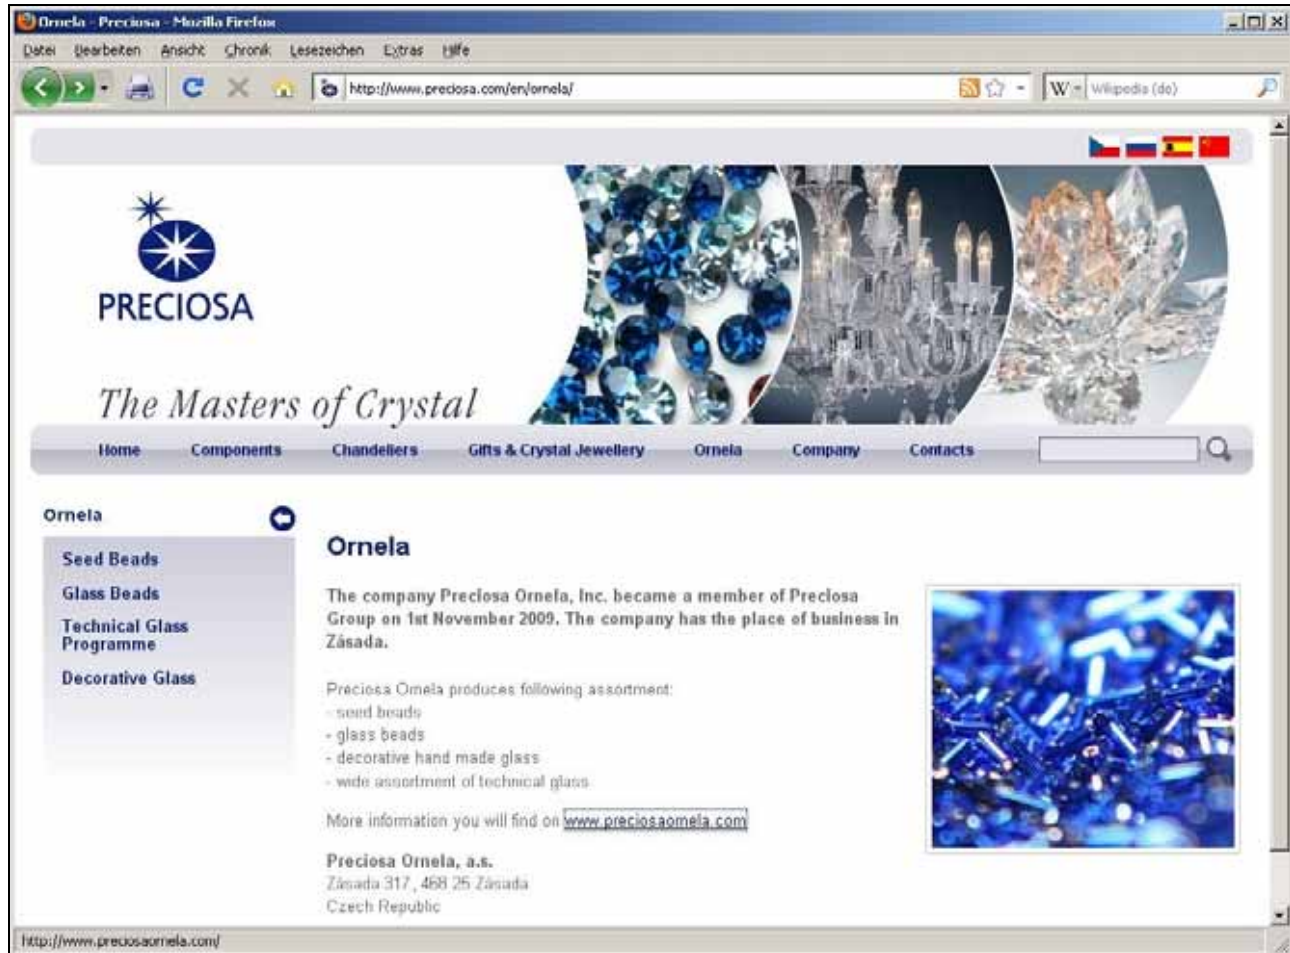 Ornela - Preciosa - Mozilla Firefox
Datei Bearbeiten Ansicht Chronik Lesezeichen Extras Hilfe
http://www.preciosa.com/en/ornela/
W Wikipedia (de)
PRECIOSA
The Masters of Crystal
Home Components Chandeliers Gifts & Crystal Jewellery Ornela Company Contacts
Ornela
Seed Beads
Glass Beads
Technical Glass
Programme
Decorative Glass
Ornela
The company Preciosa Ornela, Inc. became a member of Preciosa
Group on 1st November 2009. The company has the place of business in
Zásada.
Preciosa Ornela produces following assortment:
- seed beads
- glass beads
- decorative hand made glass
- wide assortment of technical glass
More information you will find on www.preciosaornela.com
Preciosa Ornela, a.s.
Zásada 317, 468 25 Zásada
Czech Republic
http://www.preciosaornela.com/